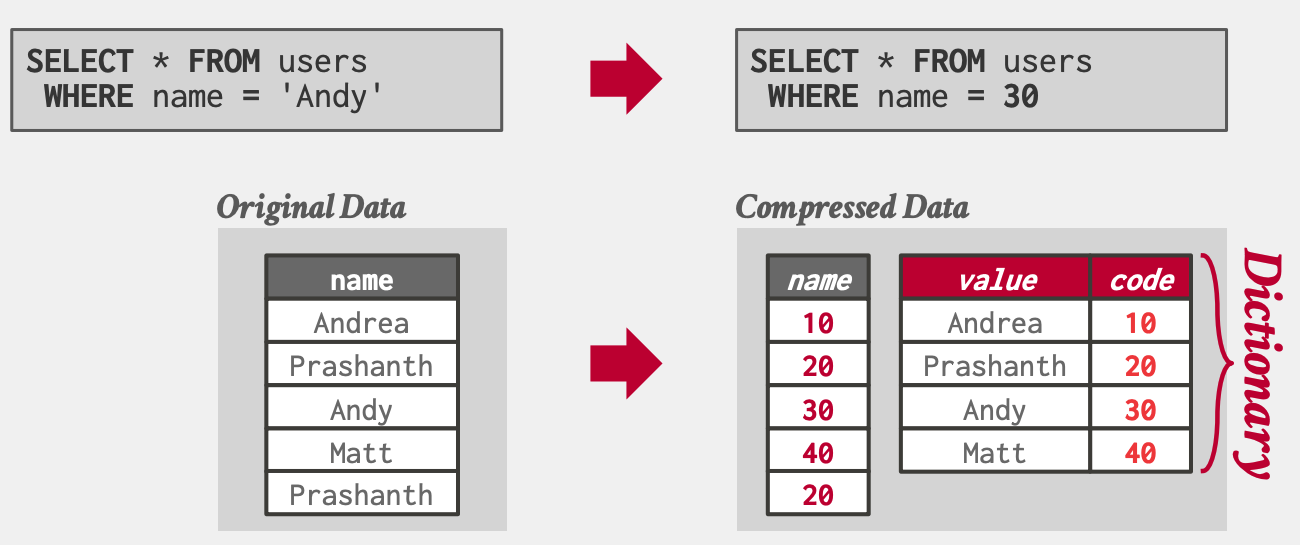 SELECT * FROM users
WHERE name = 'Andy'
SELECT * FROM users
WHERE name = 30
Original Data
name
Andrea
Prashanth
Andy
Matt
Prashanth
Compressed Data
name
10
20
30
40
20
value code
Andrea 10
Prashanth 20
Andy 30
Matt 40
Dictionary